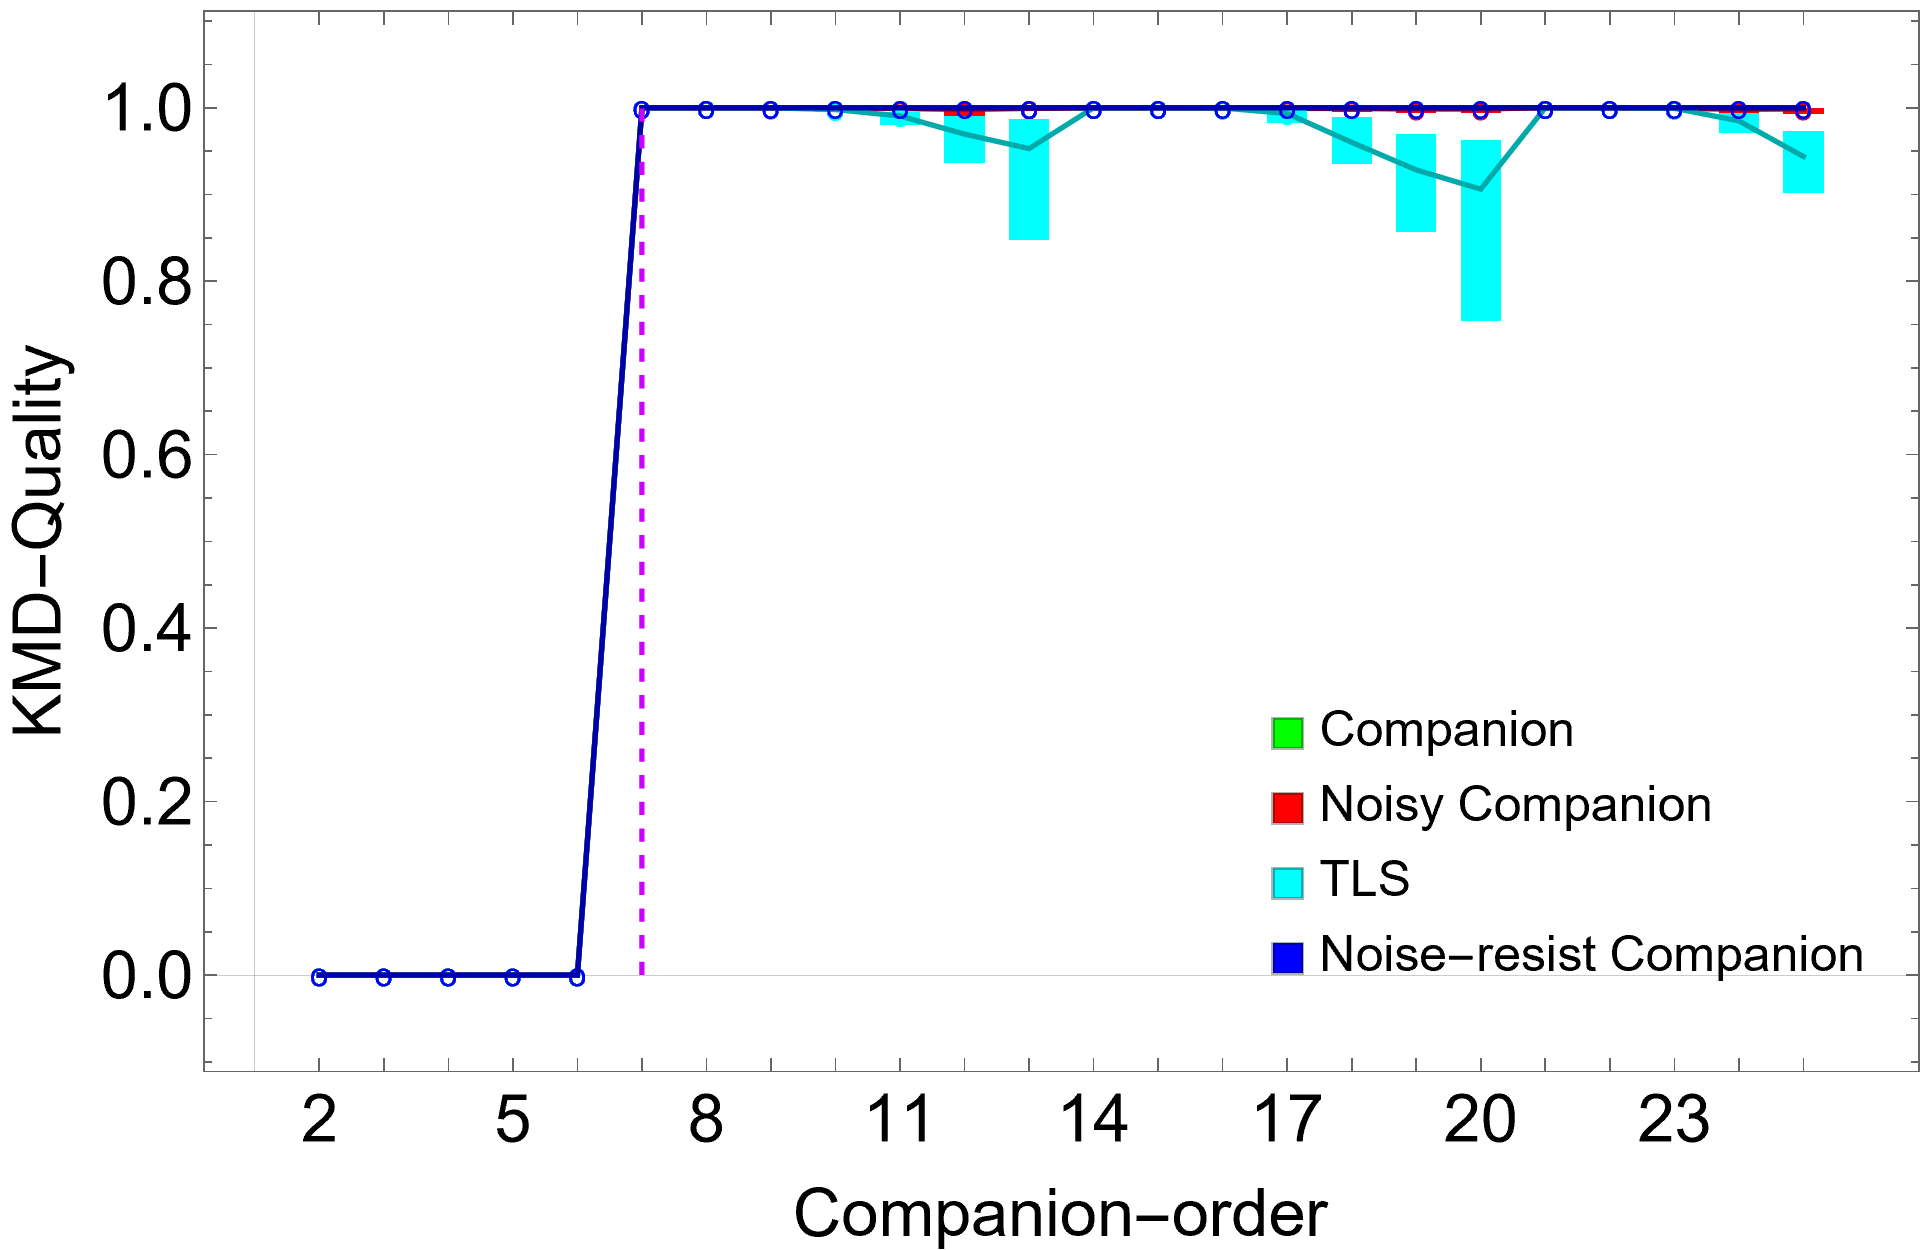 KMD−Quality
1.0
0.8
0.6
0.4
0.2
0.0
Companion
Noisy Companion
TLS
Noise−resist Companion
2 5 8 11 14 17 20 23
Companion−order